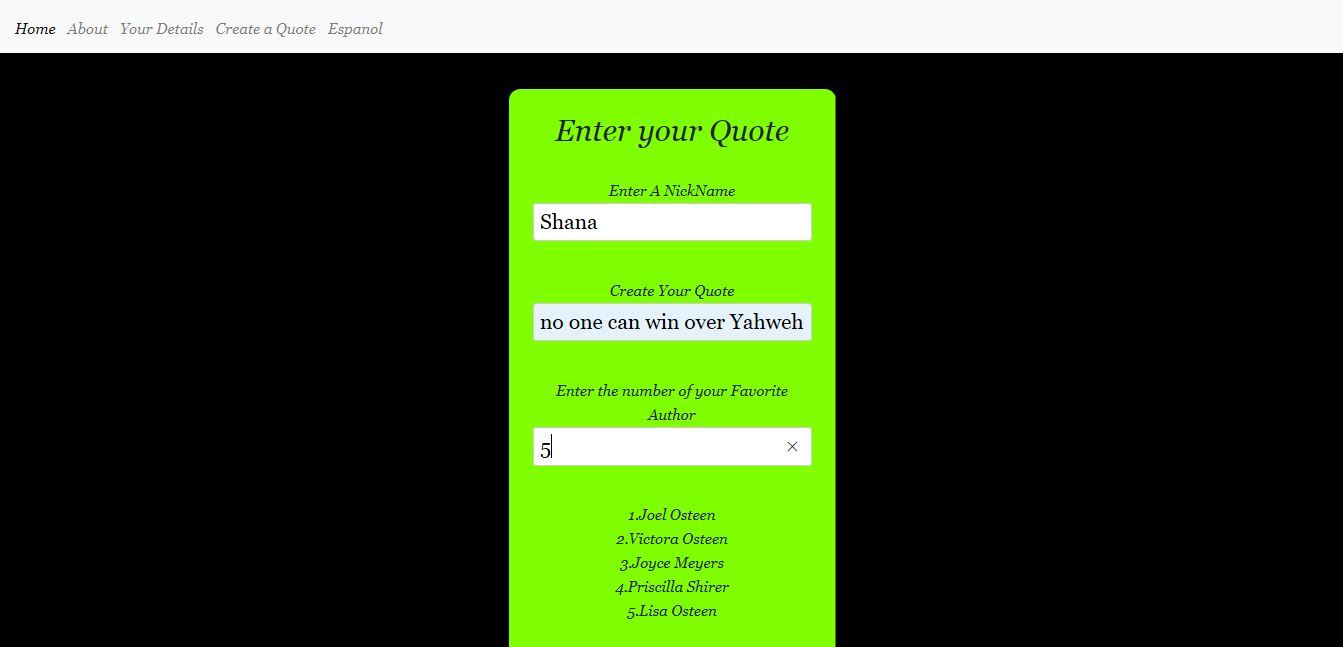 Home About Your Details Create a Quote Espanol
Enter your Quote
Enter A NickName
Shana
Create Your Quote
no one can win over Yahweh
Enter the number of your Favorite
Author
5
1.Joel Osteen
2.Victora Osteen
3.Joyce Meyers
4.Priscilla Shirer
5.Lisa Osteen